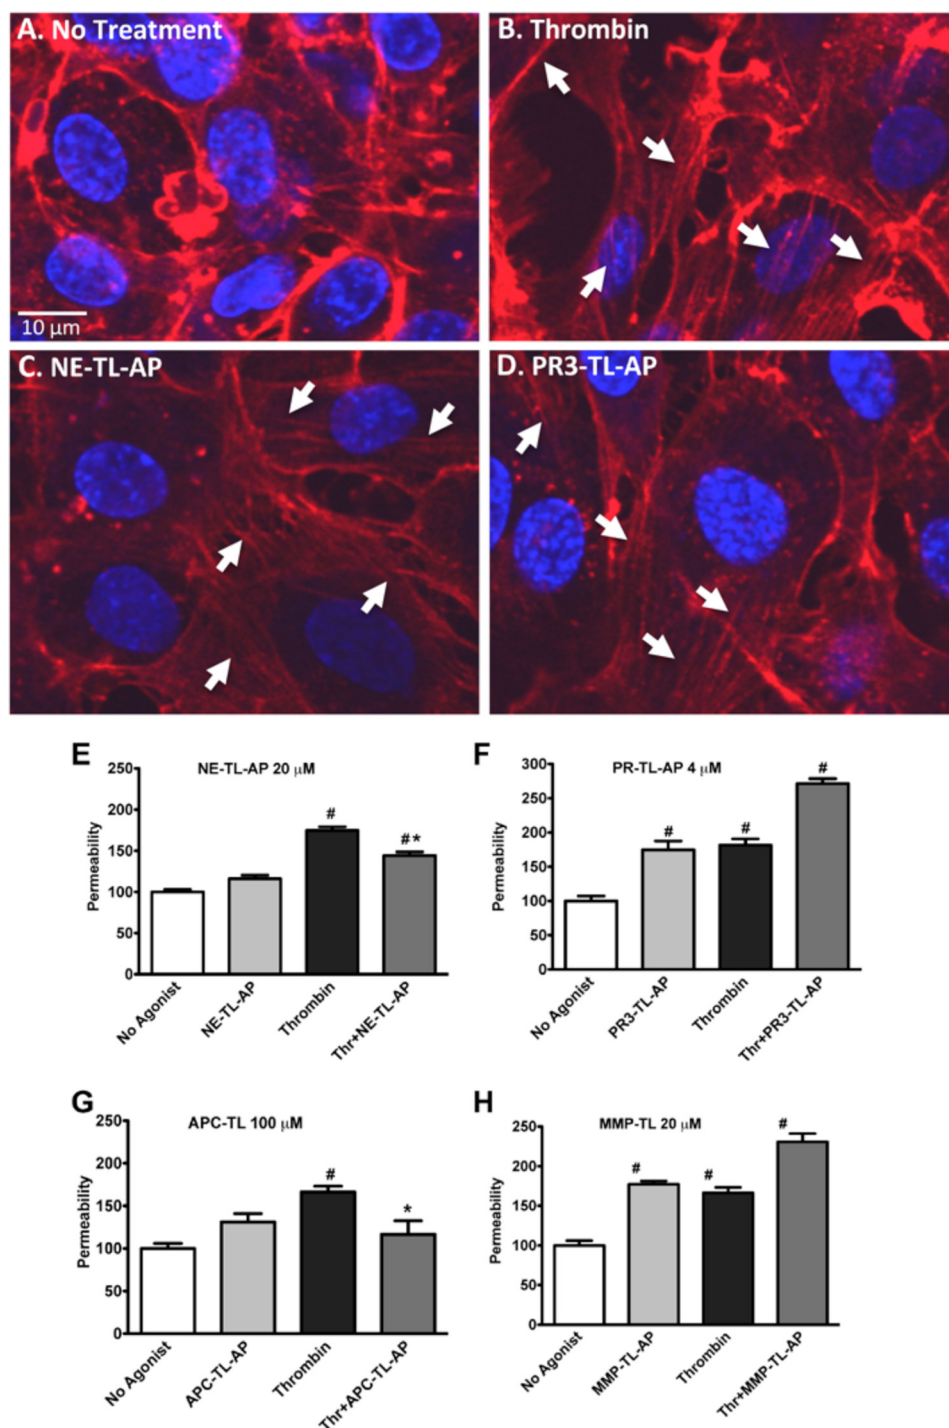 A. No Treatment
B. Thrombin
10 μm
C. NE-TL-AP
D. PR3-TL-AP
E
NE-TL-AP 20 μM
Permeability
250
200
150
100
50
0
#
#*
No Agonist
NE-TL-AP
Thrombin
Thr+NE-TL-AP
F
PR-TL-AP 4 μM
Permeability
300
250
200
150
100
50
0
#
#
#
No Agonist
PR3-TL-AP
Thrombin
Thr+PR3-TL-AP
G
APC-TL 100 μM
Permeability
250
200
150
100
50
0
#
*
No Agonist
APC-TL-AP
Thrombin
Thr+APC-TL-AP
H
MMP-TL 20 μM
Permeability
250
200
150
100
50
0
#
#
#
No Agonist
MMP-TL-AP
Thrombin
Thr+MMP-TL-AP